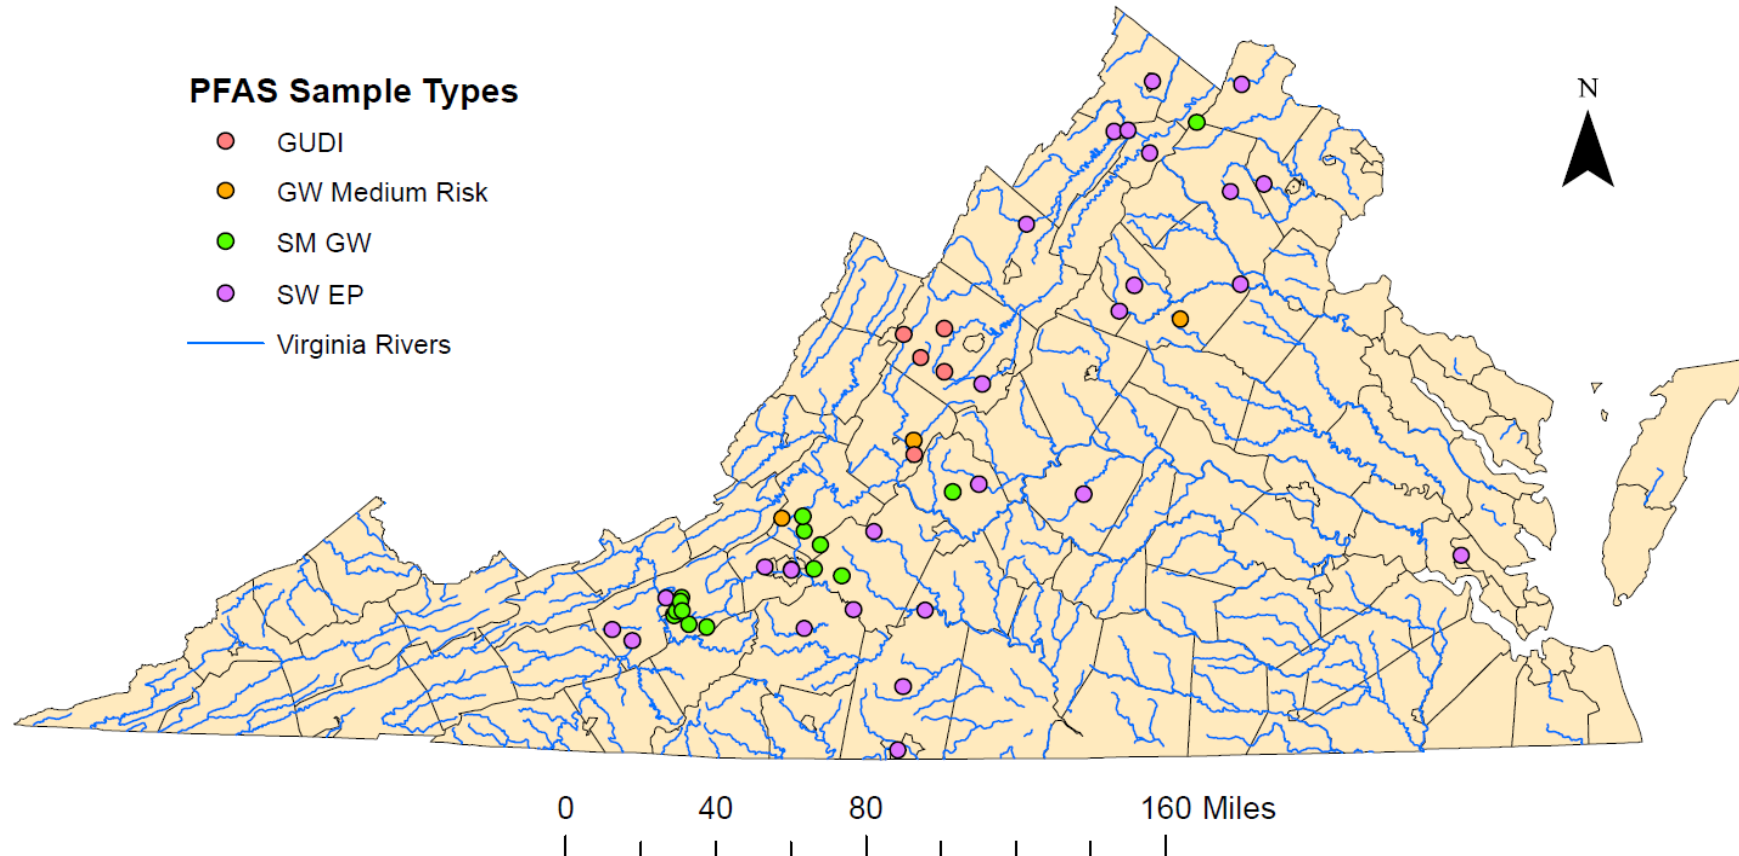 PFAS Sample Types
GUDI
GW Medium Risk
SM GW
SW EP
Virginia Rivers
N
0 40 80 160 Miles